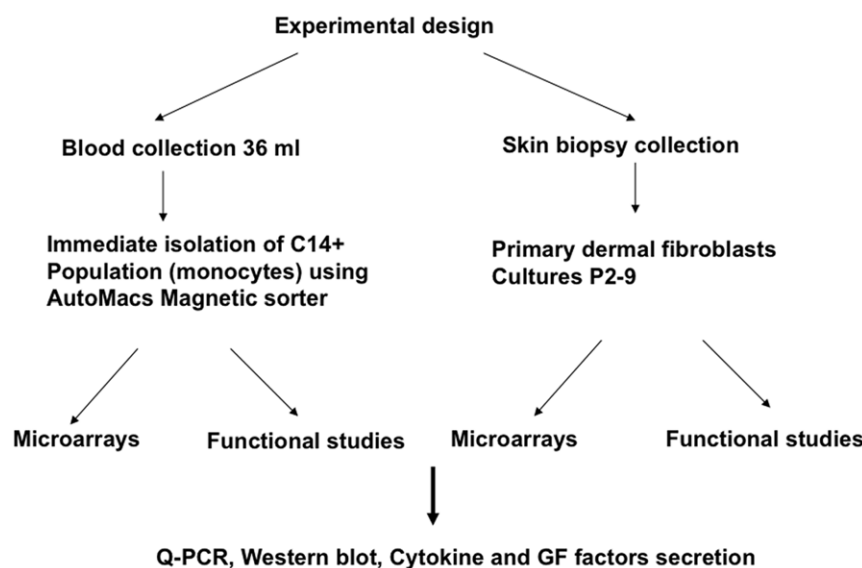 Experimental design
Blood collection 36 ml
Skin biopsy collection
Immediate isolation of C14+
Population (monocytes) using
AutoMacs Magnetic sorter
Primary dermal fibroblasts
Cultures P2-9
Microarrays
Functional studies
Microarrays
Functional studies
Q-PCR, Western blot, Cytokine and GF factors secretion